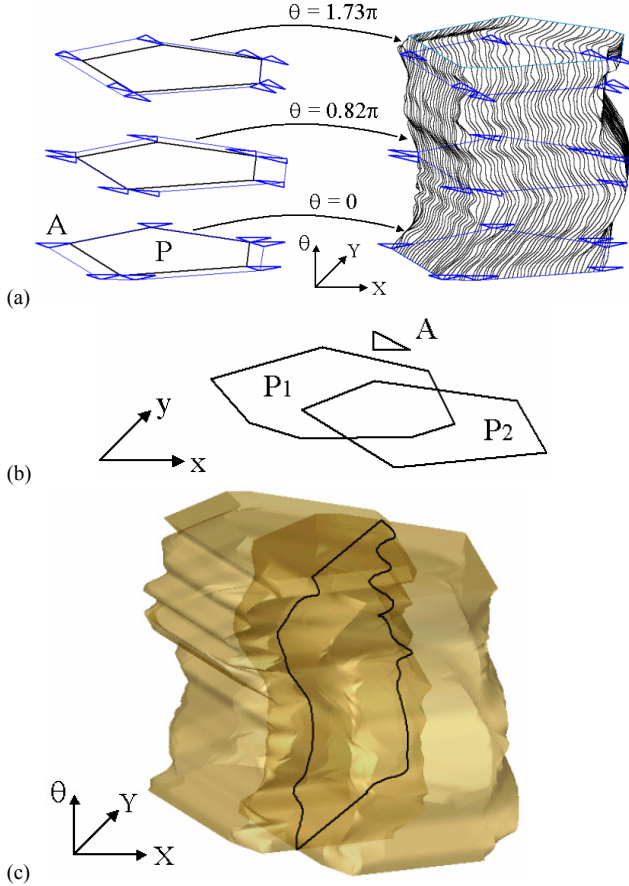 θ = 1.73π
θ = 0.82π
θ = 0
A
P
θ
Y
X
(a)
A
P1
P2
y
x
(b)
θ
Y
X
(c)